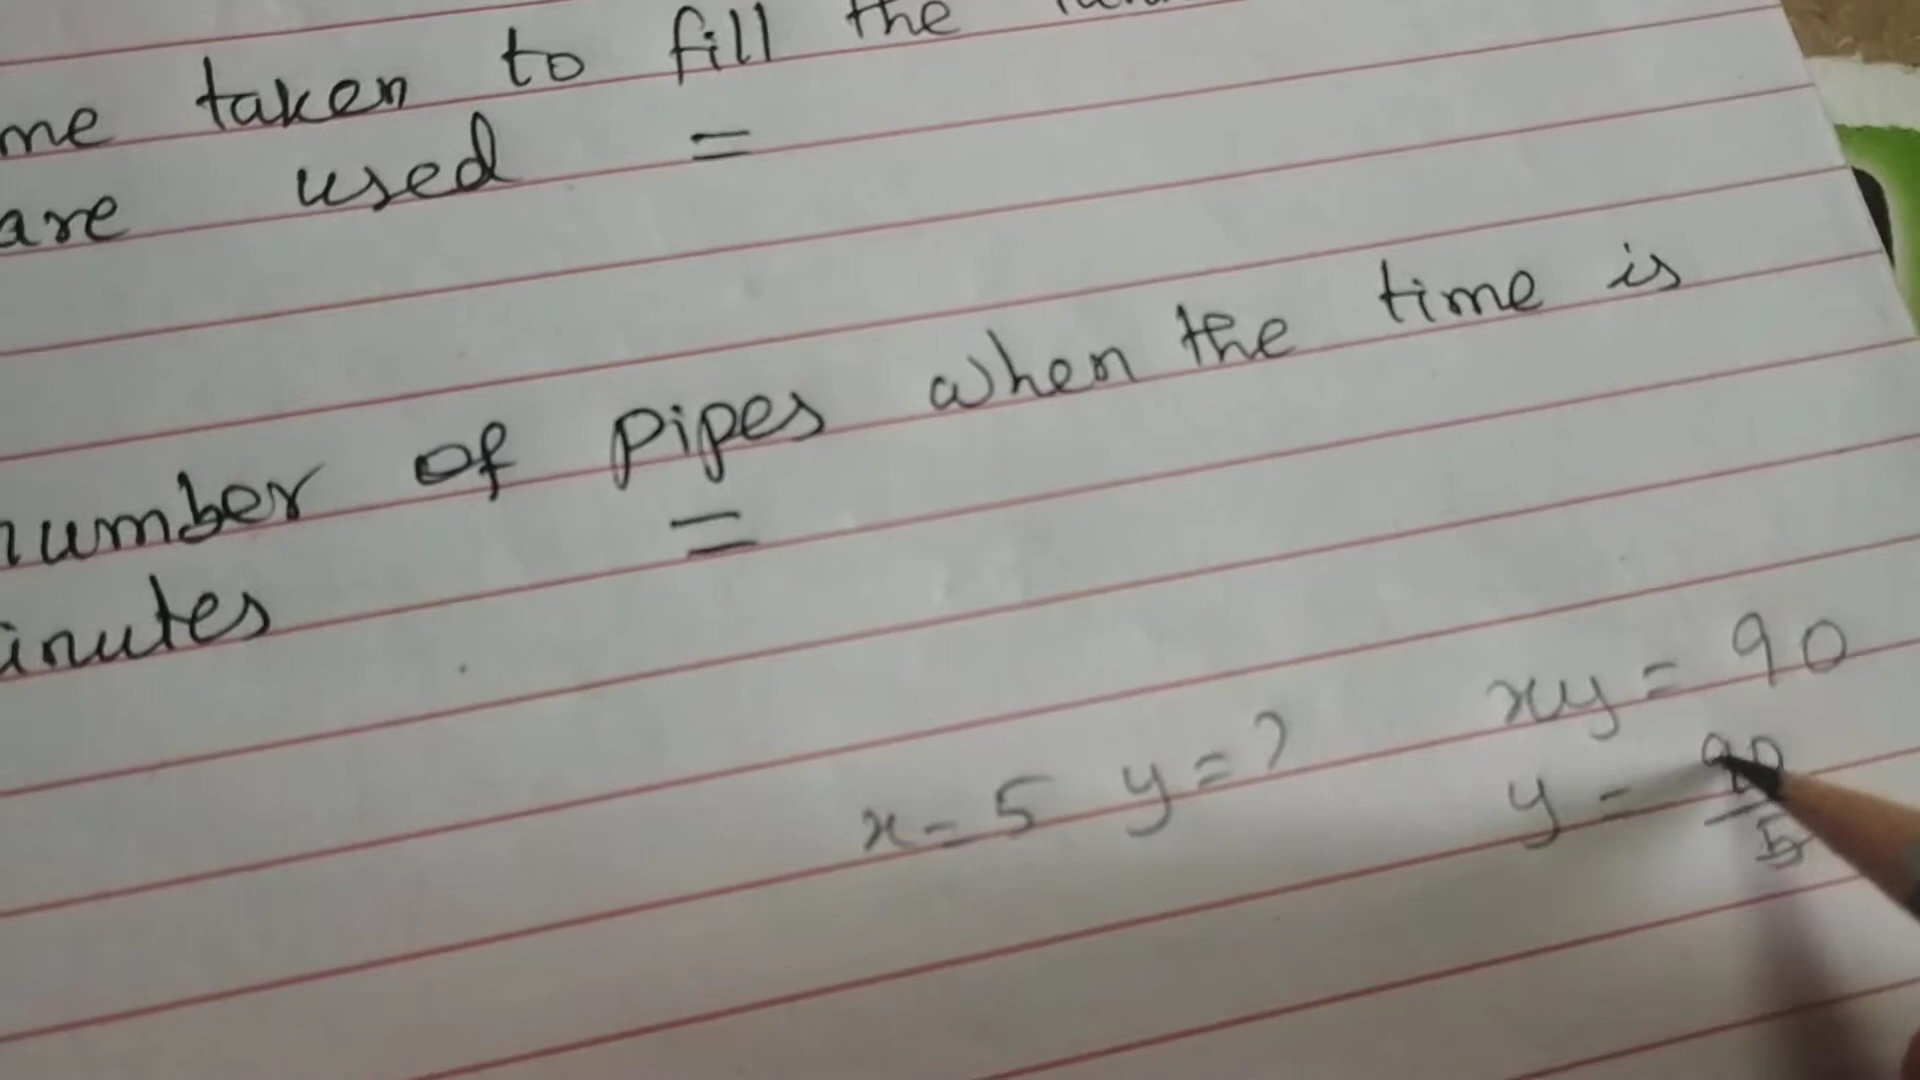 me taken to fill the
are used =
number of pipes when the time is
inutes =
x = 5 y = ? xy = 90
y = 90
5